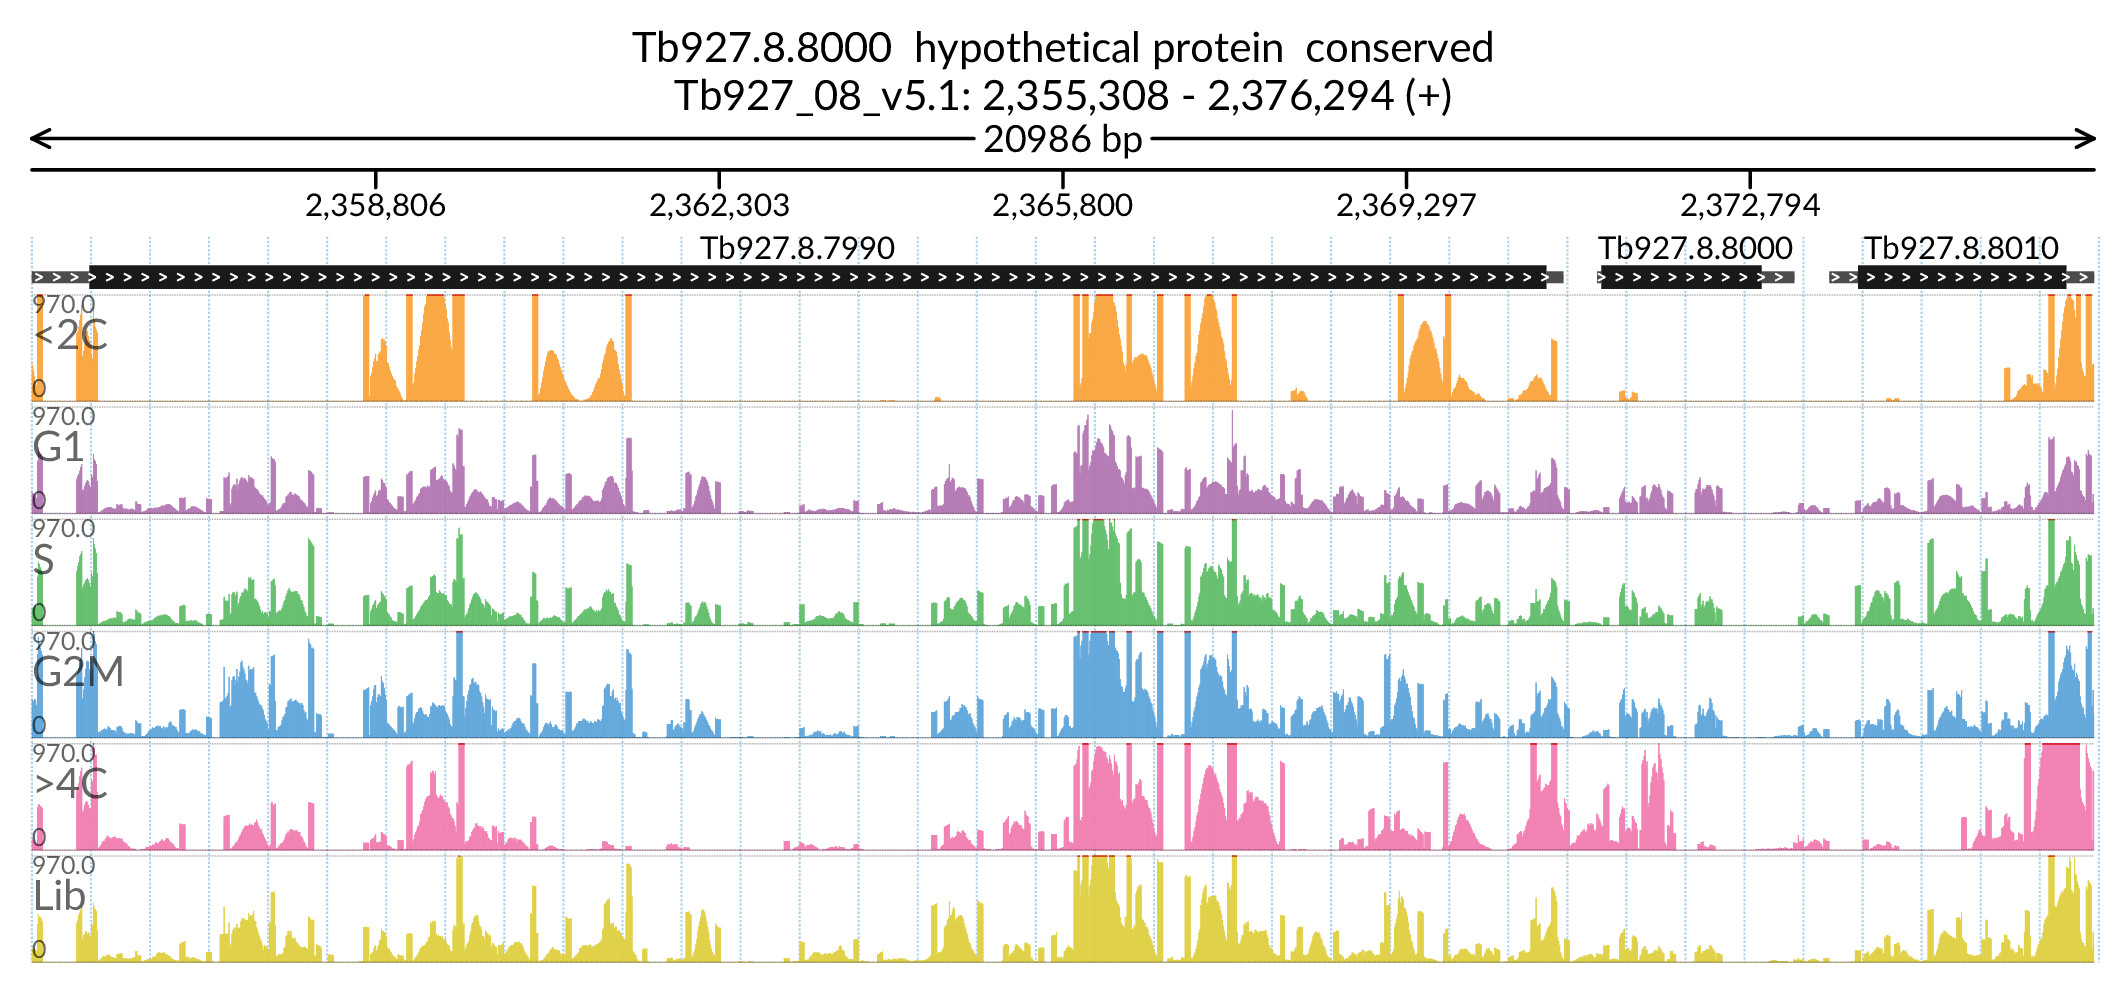 Tb927.8.8000 hypothetical protein conserved
Tb927_08_v5.1: 2,355,308 - 2,376,294 (+)
20986 bp
2,358,806 2,362,303 2,365,800 2,369,297 2,372,794
Tb927.8.7990 Tb927.8.8000 Tb927.8.8010
970.0
<2C
0
970.0
G1
0
970.0
S
0
970.0
G2M
0
970.0
>4C
0
970.0
Lib
0